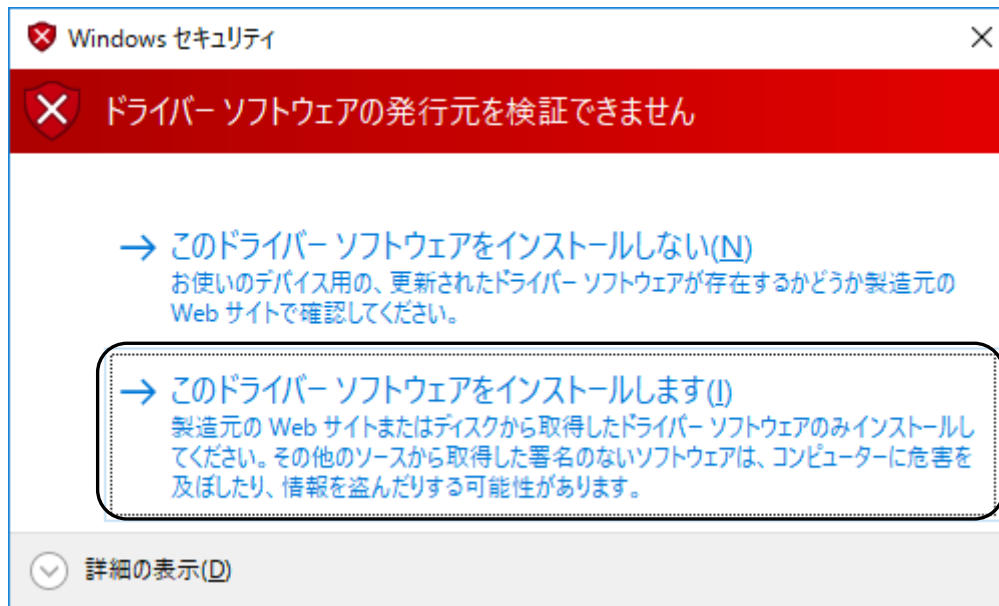 Windows セキュリティ
ドライバー ソフトウェアの発行元を検証できません
このドライバー ソフトウェアをインストールしない(N)
お使いのデバイス用の、更新されたドライバー ソフトウェアが存在するかどうか製造元の
Web サイトで確認してください。
このドライバー ソフトウェアをインストールします(I)
製造元の Web サイトまたはディスクから取得したドライバー ソフトウェアのみインストールし
てください。その他のソースから取得した署名のないソフトウェアは、コンピューターに危害を
及ぼしたり、情報を盗んだりする可能性があります。
詳細の表示(D)